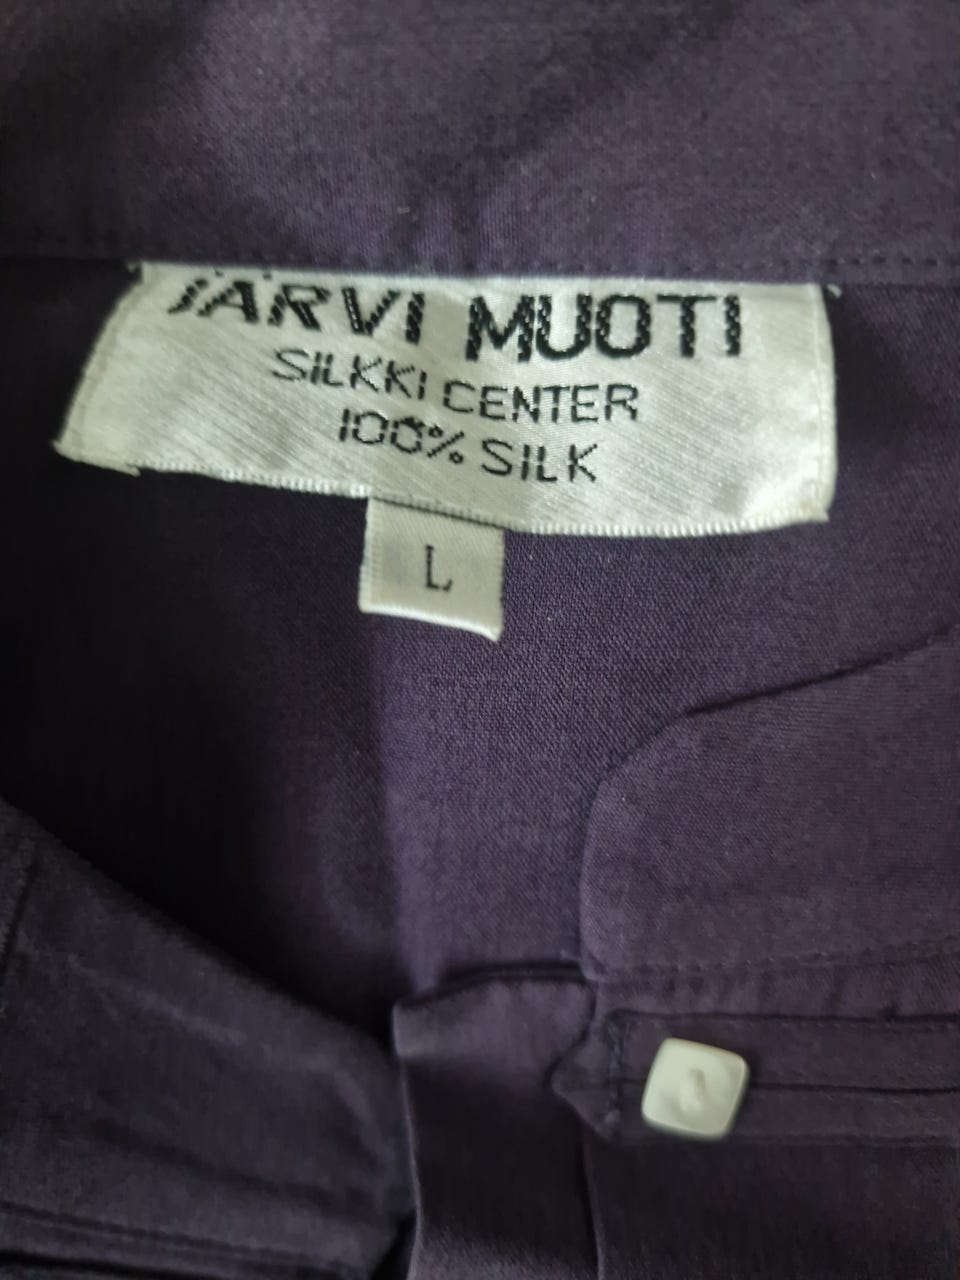 JÄRVI MUOTI
SILKKI CENTER
100% SILK
L